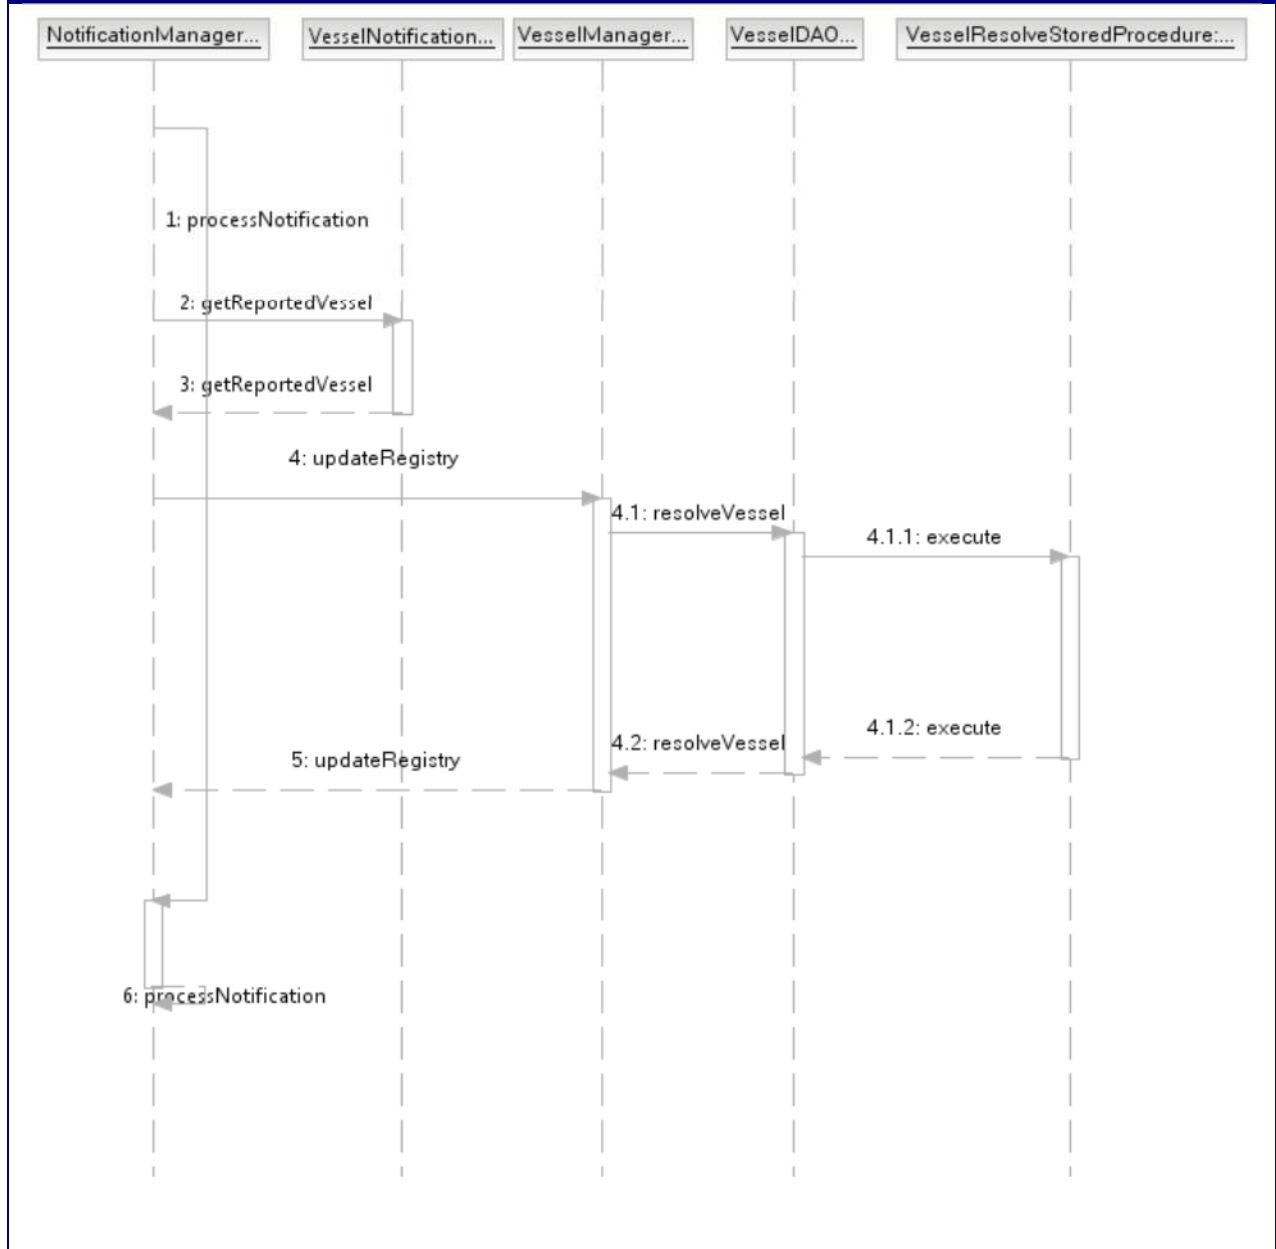 NotificationManager...
VesselNotification...
VesselManager...
VesselDAO...
VesselResolveStoredProcedure:...
1: processNotification
2: getReportedVessel
3: getReportedVessel
4: updateRegistry
4.1: resolveVessel
4.1.1: execute
4.1.2: execute
4.2: resolveVessel
5: updateRegistry
6: processNotification